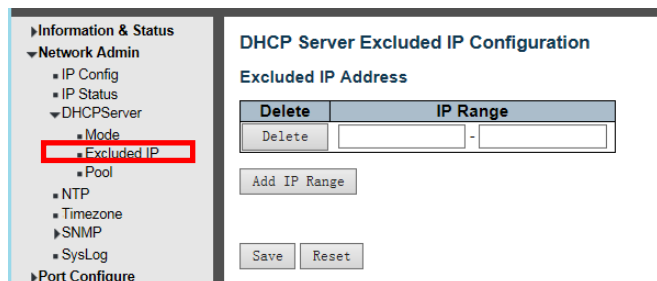 Information & Status
Network Admin
IP Config
IP Status
DHCPServer
Mode
Excluded IP
Pool
NTP
Timezone
SNMP
SysLog
Port Configure
DHCP Server Excluded IP Configuration
Excluded IP Address
Delete IP Range
Delete -
Add IP Range
Save Reset